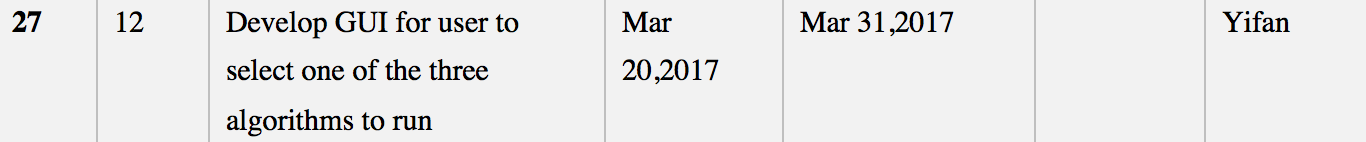 27 12 Develop GUI for user to Mar Mar 31,2017 Yifan
select one of the three 20,2017
algorithms to run